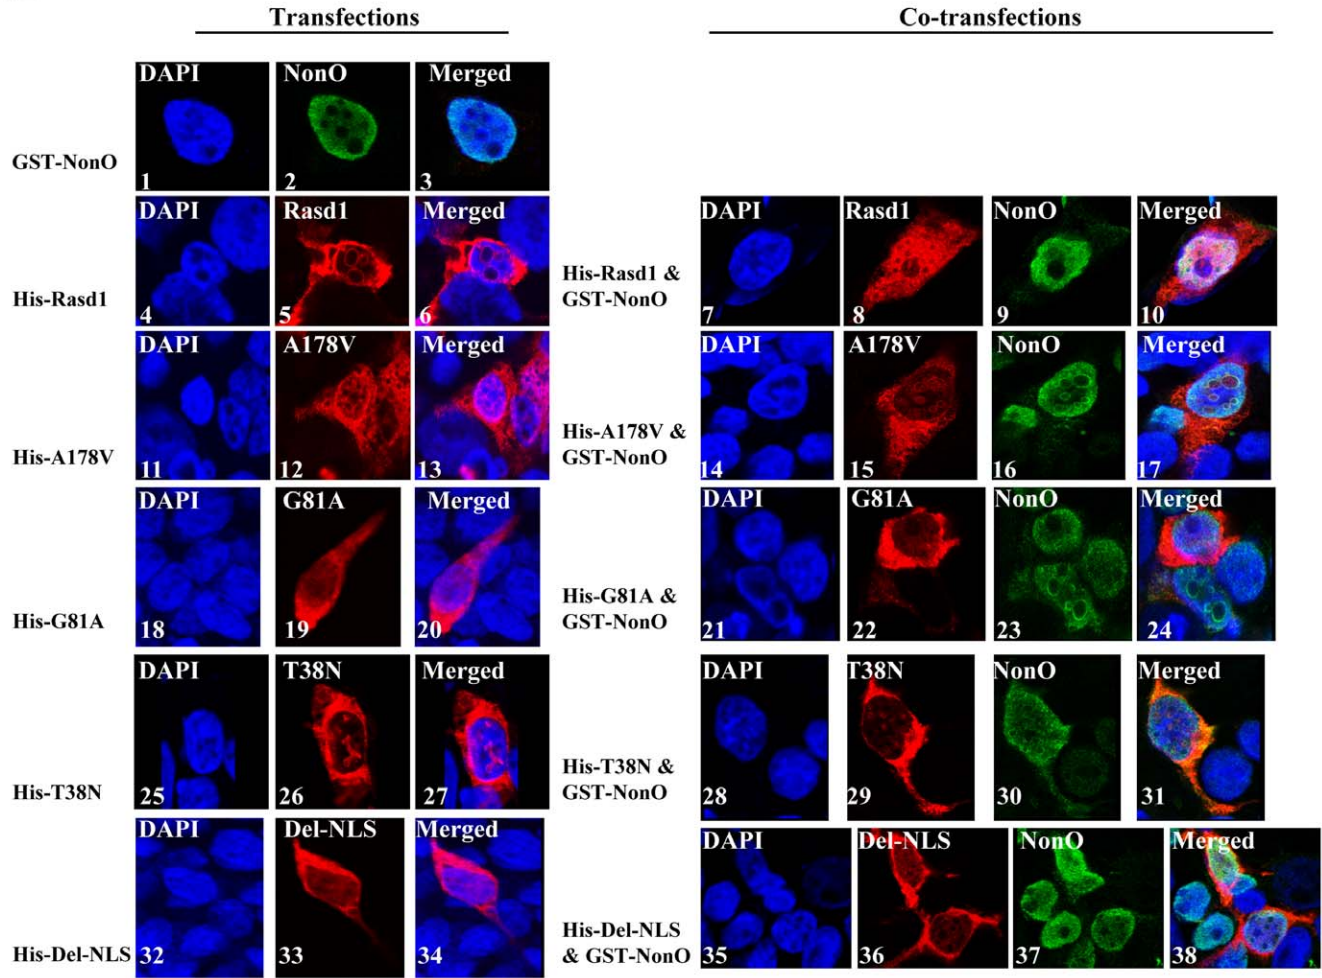 Transfections
Co-transfections
DAPI NonO Merged
GST-NonO
1 2 3
DAPI Rasd1 Merged
DAPI Rasd1 NonO Merged
His-Rasd1
His-Rasd1 &
GST-NonO
4 5 6
7 8 9 10
DAPI A178V Merged
DAPI A178V NonO Merged
His-A178V
His-A178V &
GST-NonO
11 12 13
14 15 16 17
DAPI G81A Merged
DAPI G81A NonO Merged
His-G81A
His-G81A &
GST-NonO
18 19 20
21 22 23 24
DAPI T38N Merged
DAPI T38N NonO Merged
His-T38N
His-T38N &
GST-NonO
25 26 27
28 29 30 31
DAPI Del-NLS Merged
DAPI Del-NLS NonO Merged
His-Del-NLS
His-Del-NLS
& GST-NonO
32 33 34
35 36 37 38